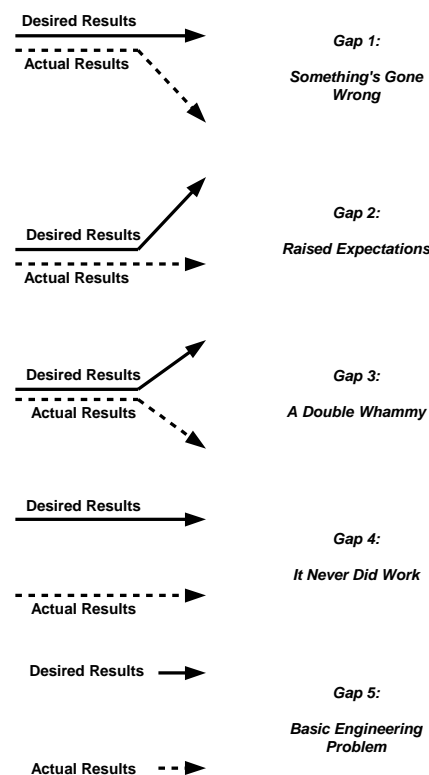 Desired Results
Actual Results
Gap 1:
Something's Gone
Wrong
Desired Results
Actual Results
Gap 2:
Raised Expectations
Desired Results
Actual Results
Gap 3:
A Double Whammy
Desired Results
Actual Results
Gap 4:
It Never Did Work
Desired Results
Actual Results
Gap 5:
Basic Engineering
Problem